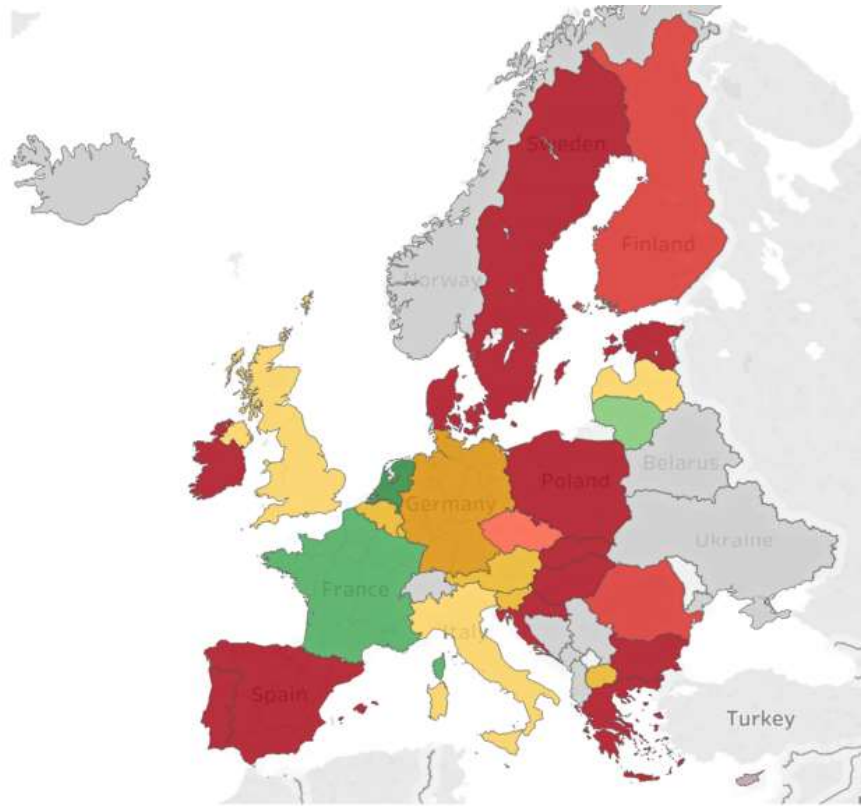 Sweden
Finland
Norway
Belarus
Poland
Germany
Ukraine
France
Italy
Spain
Turkey